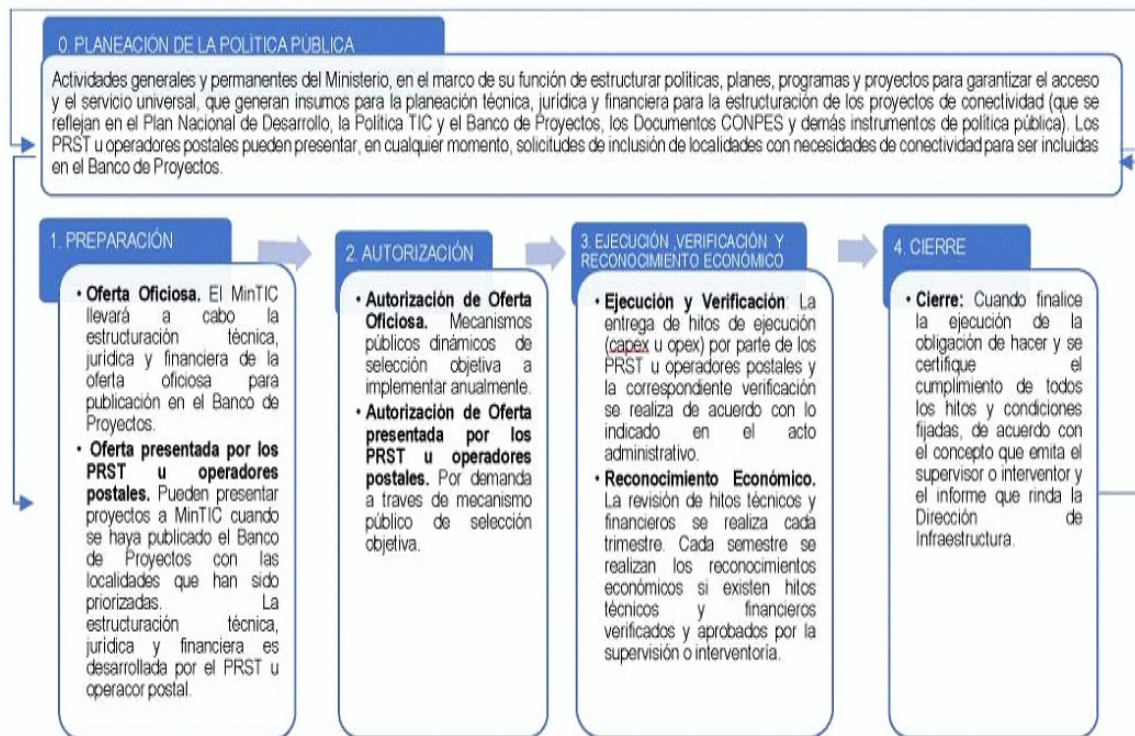 0. PLANEACIÓN DE LA POLÍTICA PÚBLICA
Actividades generales y permanentes del Ministerio, en el marco de su función de estructurar políticas, planes, programas y proyectos para garantizar el acceso
y el servicio universal, que generan insumos para la planeación técnica, jurídica y financiera para la estructuración de los proyectos de conectividad (que se
reflejan en el Plan Nacional de Desarrollo, la Política TIC y el Banco de Proyectos, los Documentos CONPES y demás instrumentos de política pública). Los
PRST u operadores postales pueden presentar, en cualquier momento, solicitudes de inclusión de localidades con necesidades de conectividad para ser incluidas
en el Banco de Proyectos.
1. PREPARACIÓN
• Oferta Oficiosa. El MinTIC
llevará a cabo la
estructuración técnica,
jurídica y financiera de la
oferta oficiosa para
publicación en el Banco de
Proyectos.
• Oferta presentada por los
PRST u operadores
postales. Pueden presentar
proyectos a MinTIC cuando
se haya publicado el Banco
de Proyectos con las
localidades que han sido
priorizadas. La
estructuración técnica,
jurídica y financiera es
desarrollada por el PRST u
operacor postal.
2. AUTORIZACIÓN
• Autorización de Oferta
Oficiosa. Mecanismos
públicos dinámicos de
selección objetiva a
implementar anualmente.
• Autorización de Oferta
presentada por los
PRST u operadores
postales. Por demanda
a traves de mecanismo
público de selección
objetiva.
3. EJECUCIÓN ,VERIFICACIÓN Y
RECONOCIMIENTO ECONÓMICO
• Ejecución y Verificación: La
entrega de hitos de ejecución
(capex u opex) por parte de los
PRST u operadores postales y
la correspondiente verificación
se realiza de acuerdo con lo
indicado en el acto
administrativo.
• Reconocimiento Económico.
La revisión de hitos técnicos y
financieros se realiza cada
trimestre. Cada semestre se
realizan los reconocimientos
económicos si existen hitos
técnicos y financieros
verificados y aprobados por la
supervisión o interventoría.
4. CIERRE
• Cierre: Cuando finalice
la ejecución de la
obligación de hacer y se
certifique el
cumplimiento de todos
los hitos y condiciones
fijadas, de acuerdo con
el concepto que emita el
supervisor o interventor y
el informe que rinda la
Dirección de
Infraestructura.